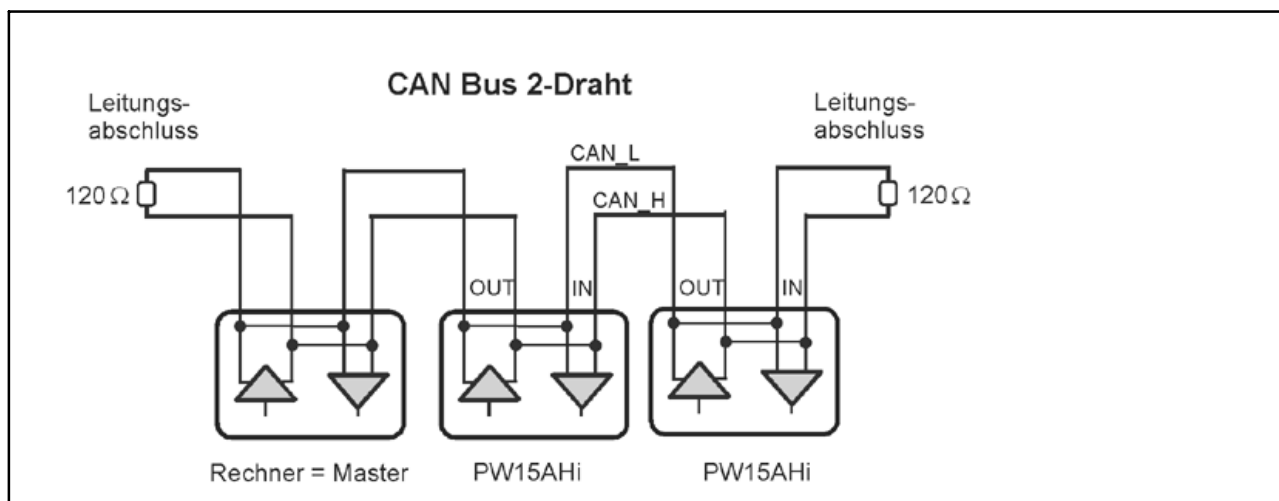 CAN Bus 2-Draht
Leitungs-
abschluss
Leitungs-
abschluss
CAN_L
120 Ω
CAN_H
120 Ω
OUT
IN
OUT
IN
Rechner = Master
PW15AHi
PW15AHi